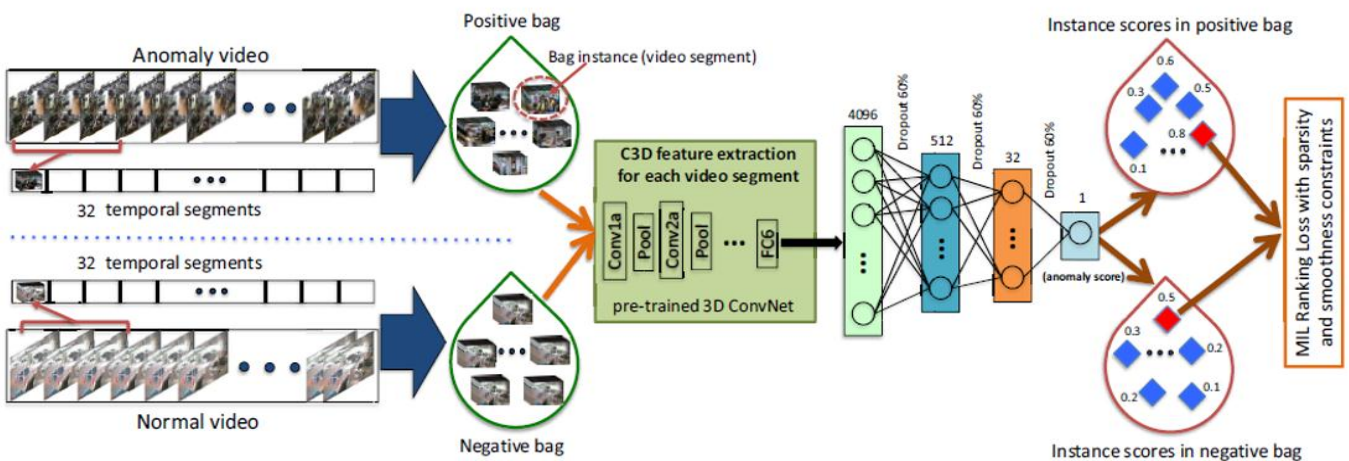 Anomaly video
32 temporal segments
32 temporal segments
Normal video
Positive bag
Bag instance (video segment)
Negative bag
C3D feature extraction
for each video segment
Conv1a
Pool
Conv2a
Pool
...
FC6
pre-trained 3D ConvNet
4096
Dropout 60%
512
Dropout 60%
32
Dropout 60%
1
(anomaly score)
Instance scores in positive bag
0.6
0.3
0.5
0.8
0.1
0.5
0.3
0.2
0.2
0.1
Instance scores in negative bag
MIL Ranking Loss with sparsity
and smoothness constraints